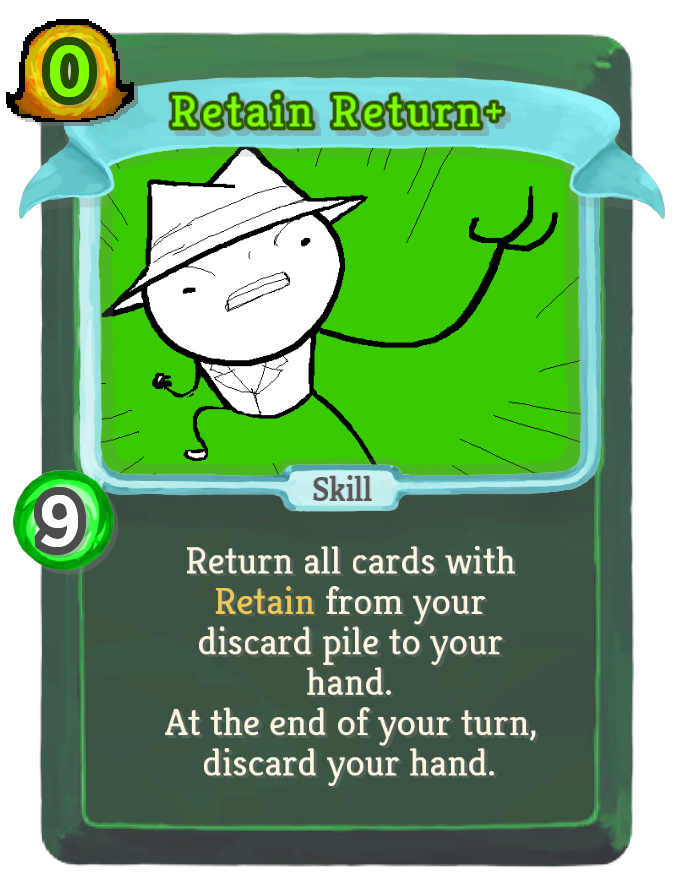 0
Retain Return+
Skill
9
Return all cards with
Retain from your
discard pile to your
hand.
At the end of your turn,
discard your hand.